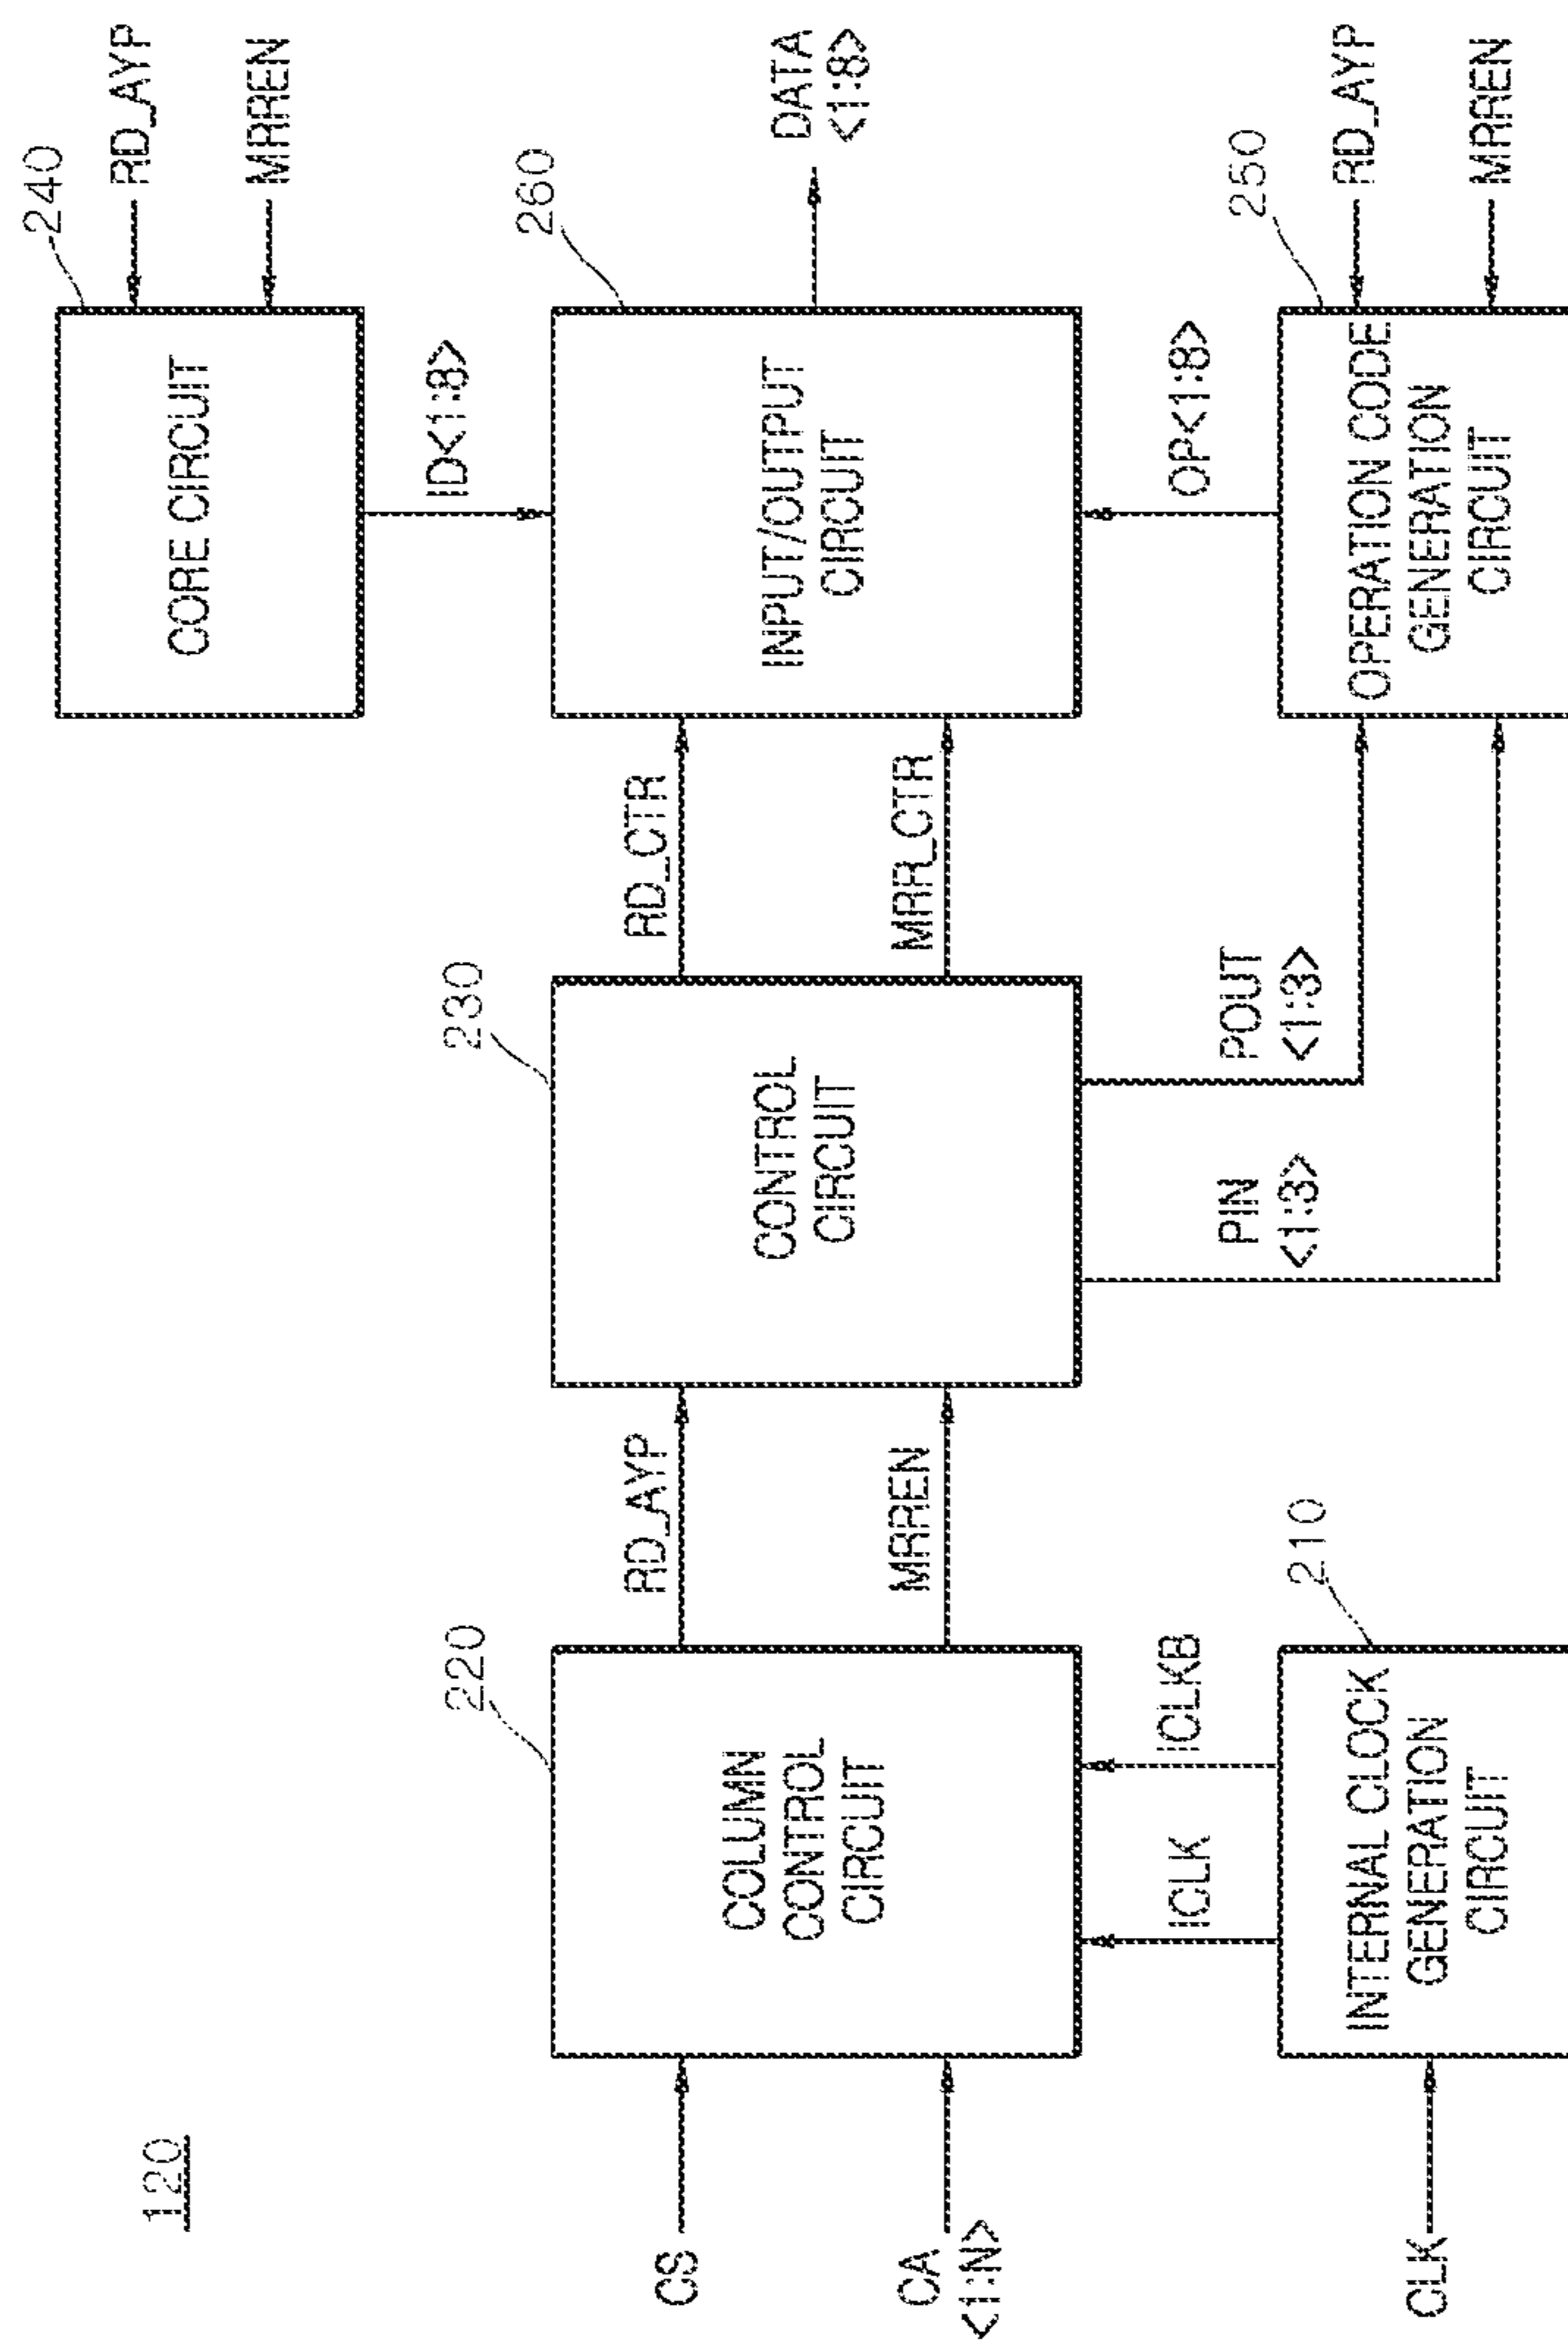 120
240
CORE CIRCUIT
RD_AYP
MRREN
ID<1:8>
220
230
260
CS
CA
<1:N>
COLUMN
CONTROL
CIRCUIT
RD_AYP
MRREN
CONTROL
CIRCUIT
RD_CTR
MRR_CTR
INPUT/OUTPUT
CIRCUIT
DATA
<1:8>
ICLK
ICLKB
PIN
<1:3>
POUT
<1:3>
OP<1:8>
210
250
CLK
INTERNAL CLOCK
GENERATION
CIRCUIT
OPERATION CODE
GENERATION
CIRCUIT
RD_AYP
MRREN